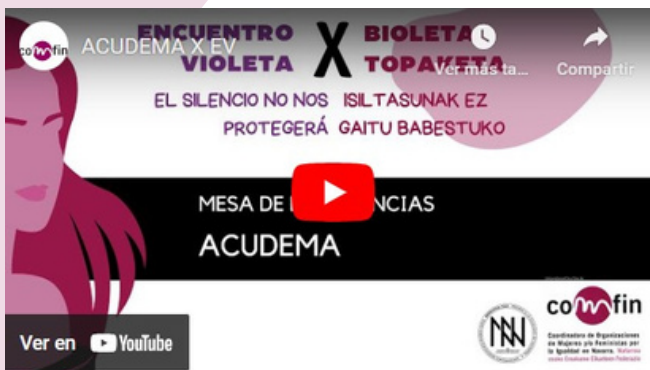 comfin
ACUDEMA X EV
ENCUENTRO VIOLETA X BIOLETA
EL SILENCIO NO NOS PROTEGERÁ
ISILTASUNAK EZ GAITU BABESTUKO
Ver más ta...
Compartir
MESA DE
ACUDEMA
comfin
Coordinadora de Organizaciones
de Mujeres y/o Feministas por
la Igualdad en Navarra.
Ver en YouTube